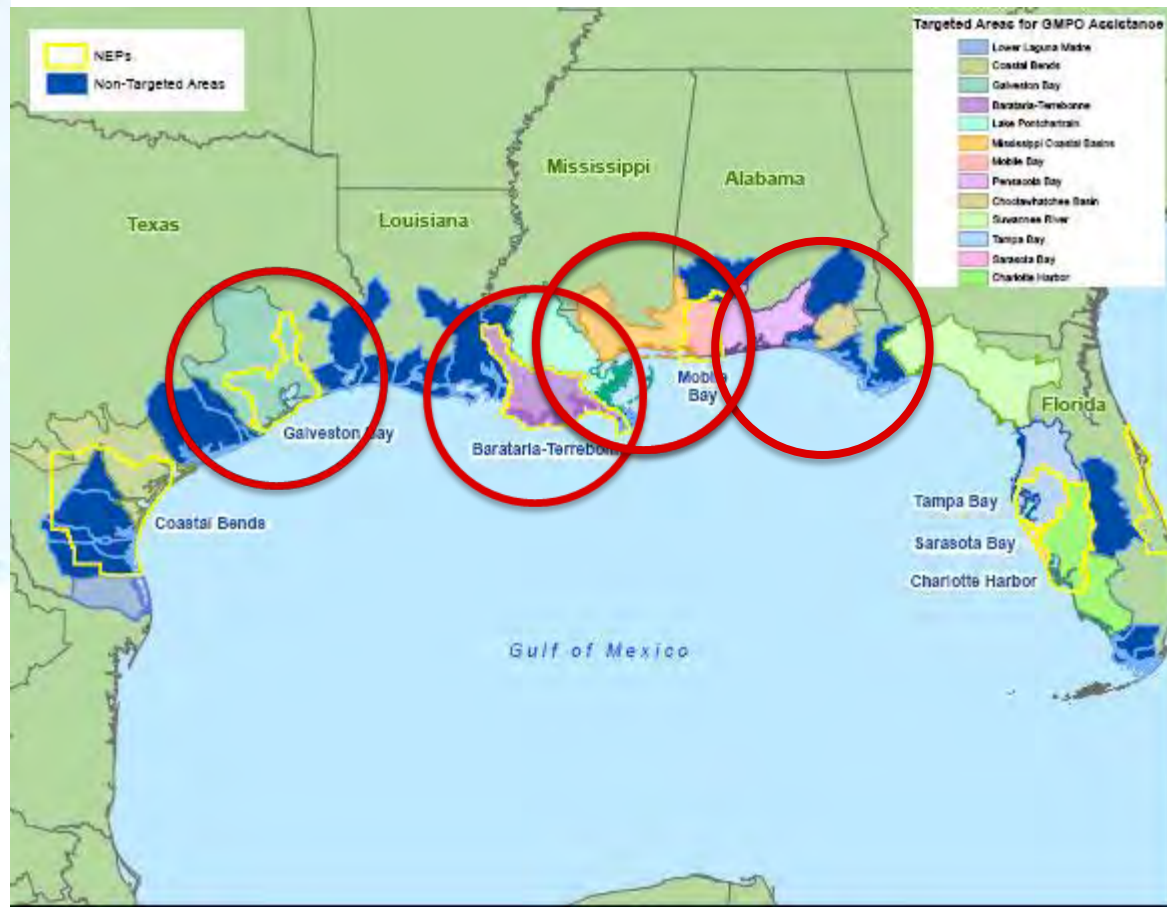 NEPs
Non-Targeted Areas
Targeted Areas for GMPO Assistance
Lower Laguna Madre
Coastal Bends
Galveston Bay
Barataria-Terrebonne
Lake Pontchartrain
Mississippi Coastal Basins
Mobile Bay
Pensacola Bay
Choctawhatchee Basin
Suwannee River
Tampa Bay
Sarasota Bay
Charlotte Harbor
Mississippi
Alabama
Texas
Louisiana
Mobile
Bay
Florida
Galveston Bay
Barataria-Terrebonn
Coastal Bends
Tampa Bay
Sarasota Bay
Charlotte Harbor
Gulf of Mexico